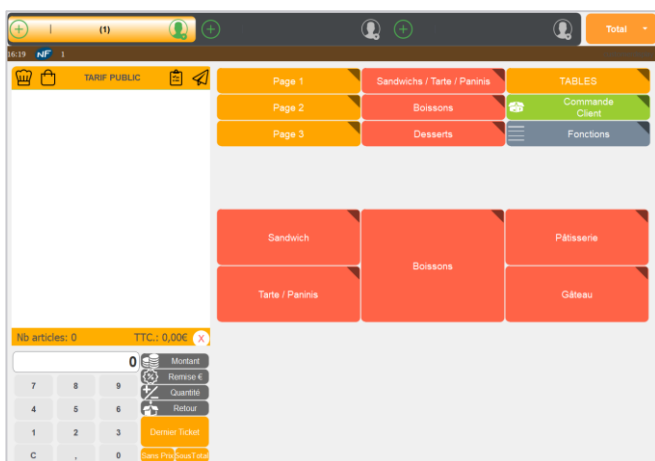 (1)
Total
16:19 NF 1
TARIF PUBLIC
Page 1
Sandwichs / Tarte / Paninis
TABLES
Page 2
Boissons
Commande
Client
Page 3
Desserts
Fonctions
Sandwich
Boissons
Pâtisserie
Tarte / Paninis
Gâteau
Nb articles: 0 TTC.: 0,00€ X
0
Montant
Remise €
Quantité
Retour
7 8 9
4 5 6
1 2 3
Dernier Ticket
C , 0
Sans Prix
SousTotal